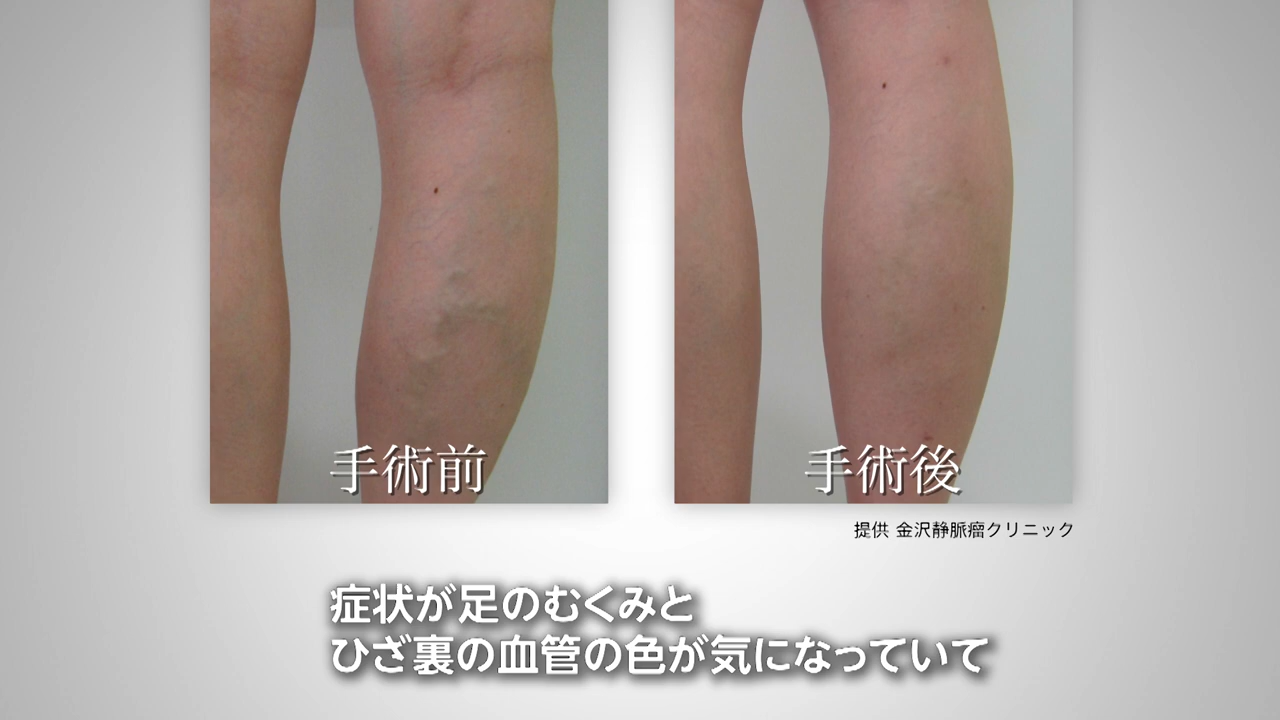 手術前
手術後
提供 金沢静脈瘤クリニック
症状が足のむくみと
ひざ裏の血管の色が気になっていて